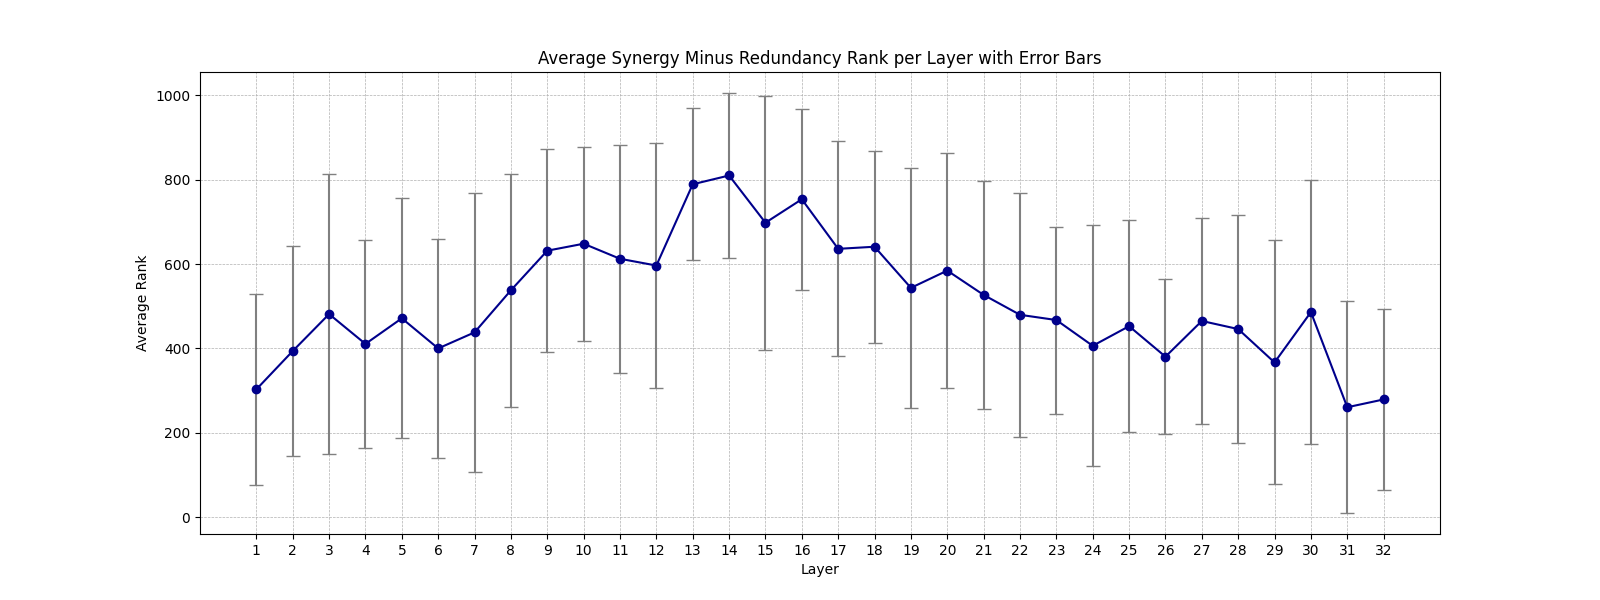 Average Synergy Minus Redundancy Rank per Layer with Error Bars
1000
800
600
400
200
0
Average Rank
1 2 3 4 5 6 7 8 9 10 11 12 13 14 15 16 17 18 19 20 21 22 23 24 25 26 27 28 29 30 31 32
Layer